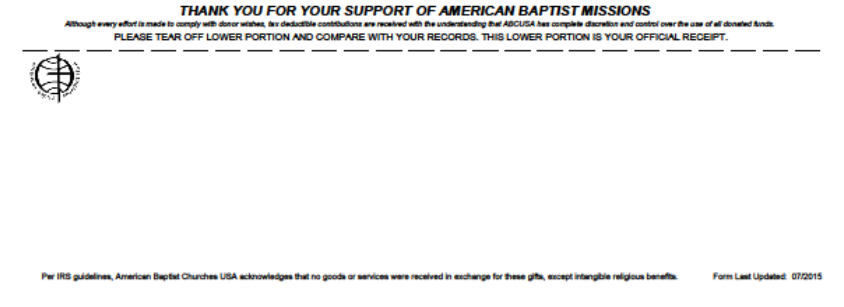 THANK YOU FOR YOUR SUPPORT OF AMERICAN BAPTIST MISSIONS
Although every effort is made to comply with donor wishes, tax deductible contributions are received with the understanding that ABCUSA has complete discretion and control over the use of all donated funds.
PLEASE TEAR OFF LOWER PORTION AND COMPARE WITH YOUR RECORDS. THIS LOWER PORTION IS YOUR OFFICIAL RECEIPT.
Per IRS guidelines, American Baptist Churches USA acknowledges that no goods or services were received in exchange for these gifts, except intangible religious benefits. Form Last Updated: 07/2015